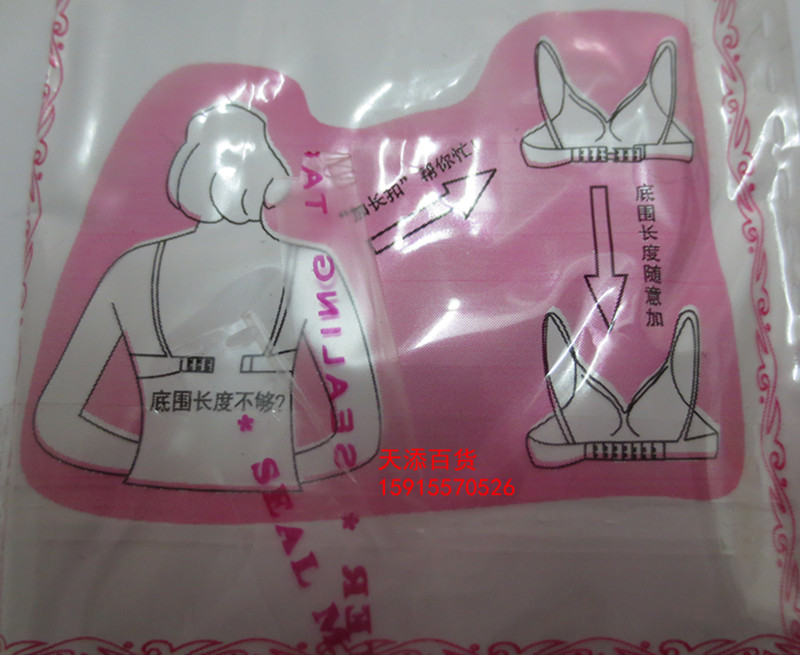 "加长扣" 帮你忙
底围长度随意加
底围长度不够?
天添百货
15915570526
SEALING
* SEAL